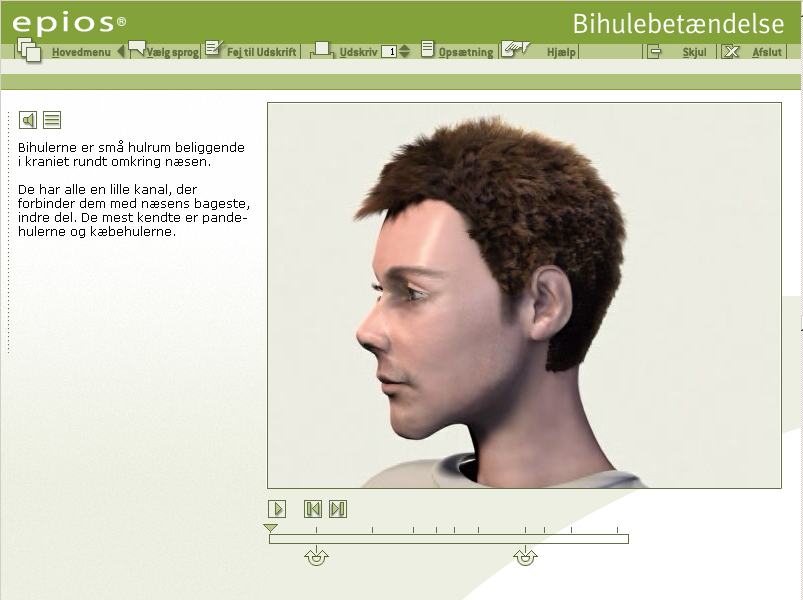 epios®
Bihulebetændelse
Hovedmenu
Vælg sprog
Føj til Udskrift
Udskriv
1
Opsætning
Hjælp
Skjul
Afslut
Bihulerne er små hulrum beliggende
i kraniet rundt omkring næsen.
De har alle en lille kanal, der
forbinder dem med næsens bageste,
indre del. De mest kendte er pande-
hulerne og kæbehulerne.